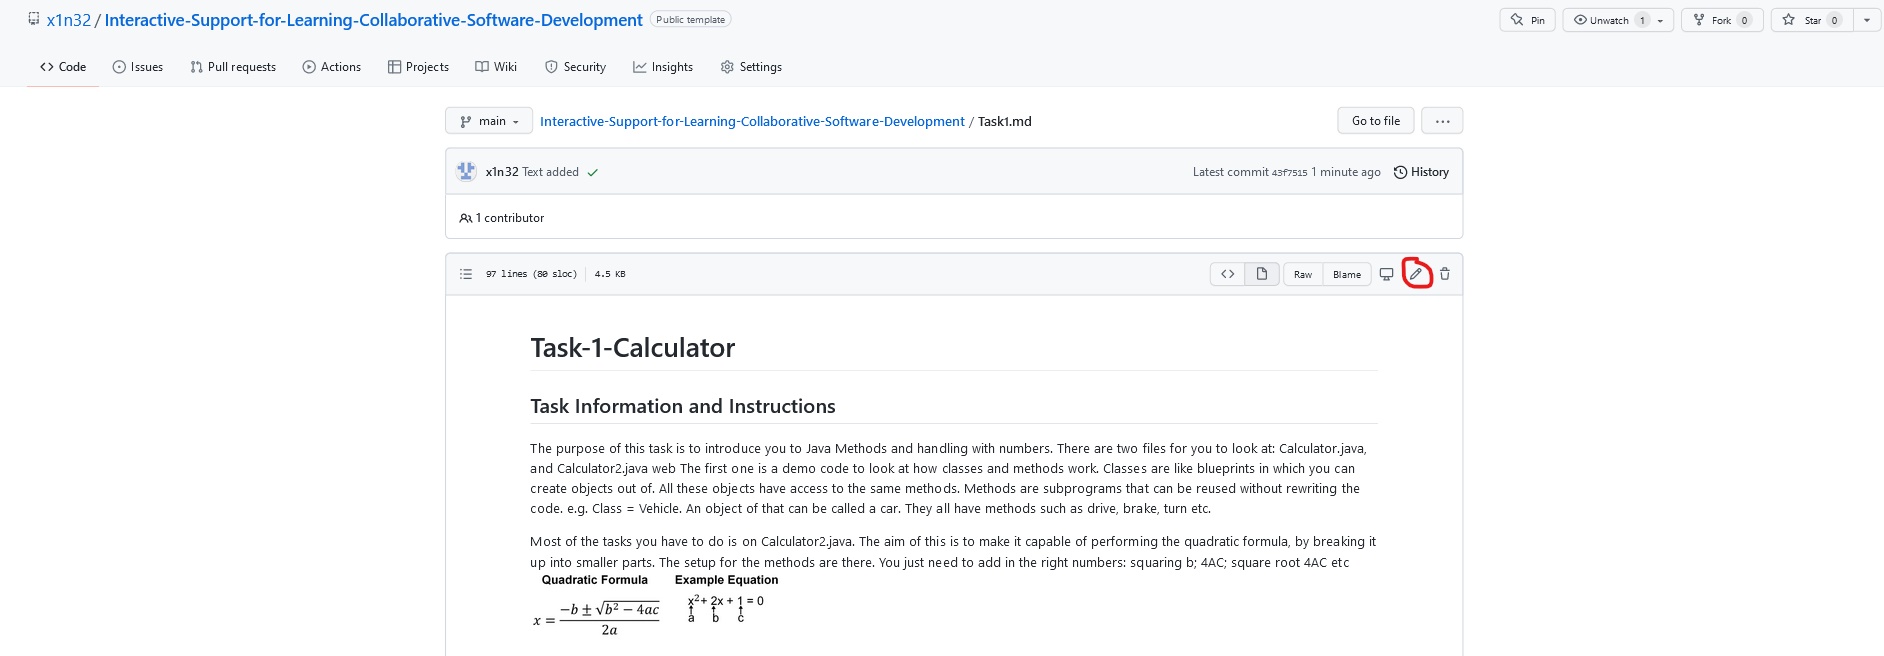 x1n32 / Interactive-Support-for-Learning-Collaborative-Software-Development Public template
Pin Unwatch 1 Fork 0 Star 0
Code Issues Pull requests Actions Projects Wiki Security Insights Settings
main Interactive-Support-for-Learning-Collaborative-Software-Development / Task1.md Go to file ...
x1n32 Text added Latest commit 43f7515 1 minute ago History
1 contributor
97 lines (80 sloc) 4.5 KB <> Raw Blame
Task-1-Calculator
Task Information and Instructions
The purpose of this task is to introduce you to Java Methods and handling with numbers. There are two files for you to look at: Calculator.java,
and Calculator2.java web The first one is a demo code to look at how classes and methods work. Classes are like blueprints in which you can
create objects out of. All these objects have access to the same methods. Methods are subprograms that can be reused without rewriting the
code. e.g. Class = Vehicle. An object of that can be called a car. They all have methods such as drive, brake, turn etc.
Most of the tasks you have to do is on Calculator2.java. The aim of this is to make it capable of performing the quadratic formula, by breaking it
up into smaller parts. The setup for the methods are there. You just need to add in the right numbers: squaring b; 4AC; square root 4AC etc
Quadratic Formula Example Equation
x = (−b ± √(b² − 4ac)) / 2a
x² + 2x + 1 = 0
a b c